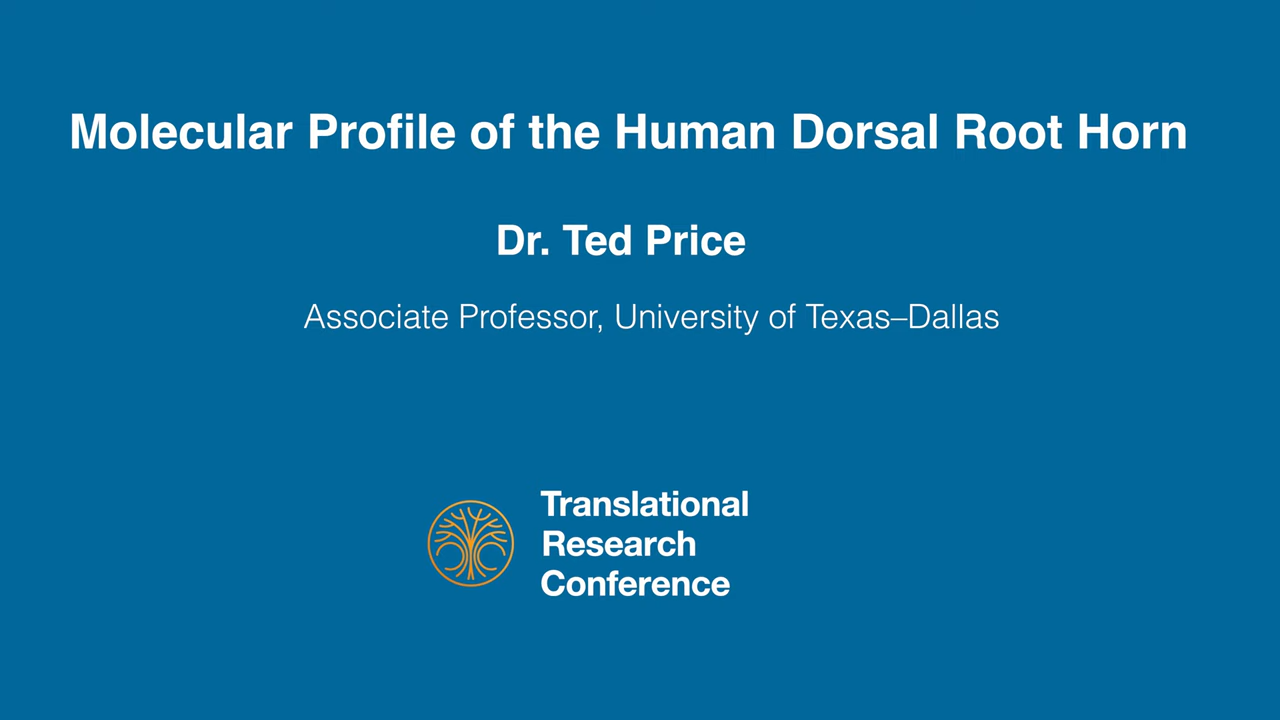 Molecular Profile of the Human Dorsal Root Horn
Dr. Ted Price
Associate Professor, University of Texas–Dallas
Translational
Research
Conference